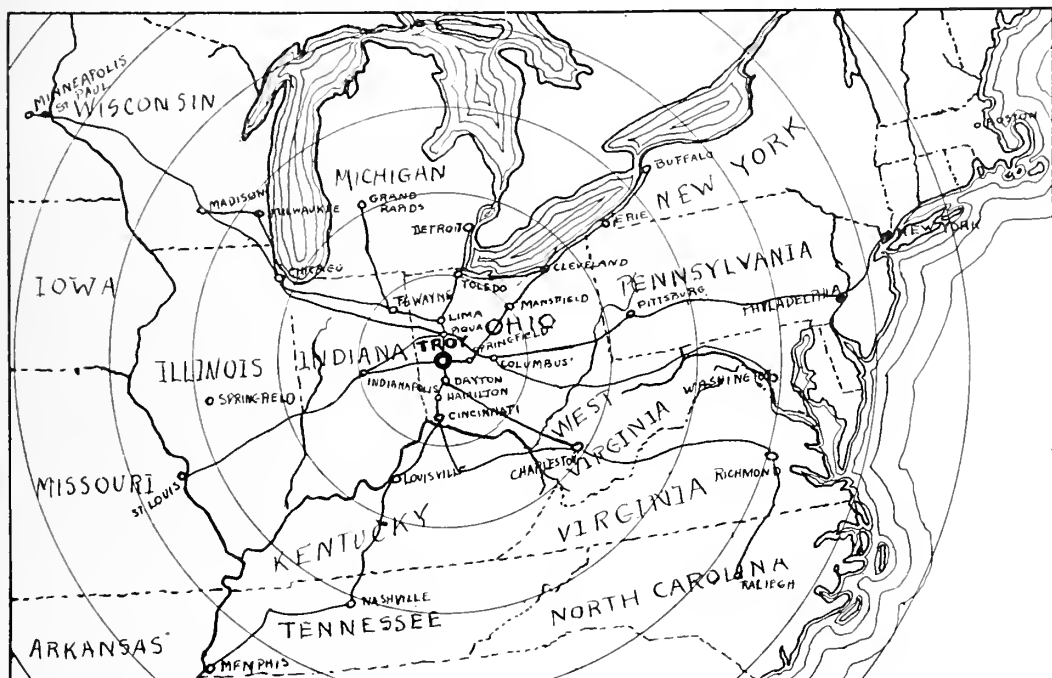 MINNEAPOLIS
ST PAUL
WISCONSIN
BOSTON
BUFFALO
NEW YORK
MICHIGAN
MADISON
MILWAUKEE
GRAND
RAPDS
DETROIT
ERIE
NEW YORK
CHICAGO
IOWA
TOLEDO
CLEVELAND
PENNSYLVANIA
FT WAYNE
MANSFIELD
PITTSBURG
PHILADELPHIA
LIMA
OHIO
PIQUA
TROY
SPRINGFIELD
INDIANA
COLUMBUS
ILLINOIS
INDIANAPOLIS
DAYTON
WASHINGTON
HAMILTON
SPRINGFIELD
CINCINNATI
WEST
VIRGINIA
CHARLESTON
LOUISVILLE
RICHMOND
MISSOURI
ST. LOUIS
VIRGINIA
KENTUCKY
RALIEGH
NORTH CAROLINA
NASHVILLE
TENNESSEE
ARKANSAS
MEMPHIS